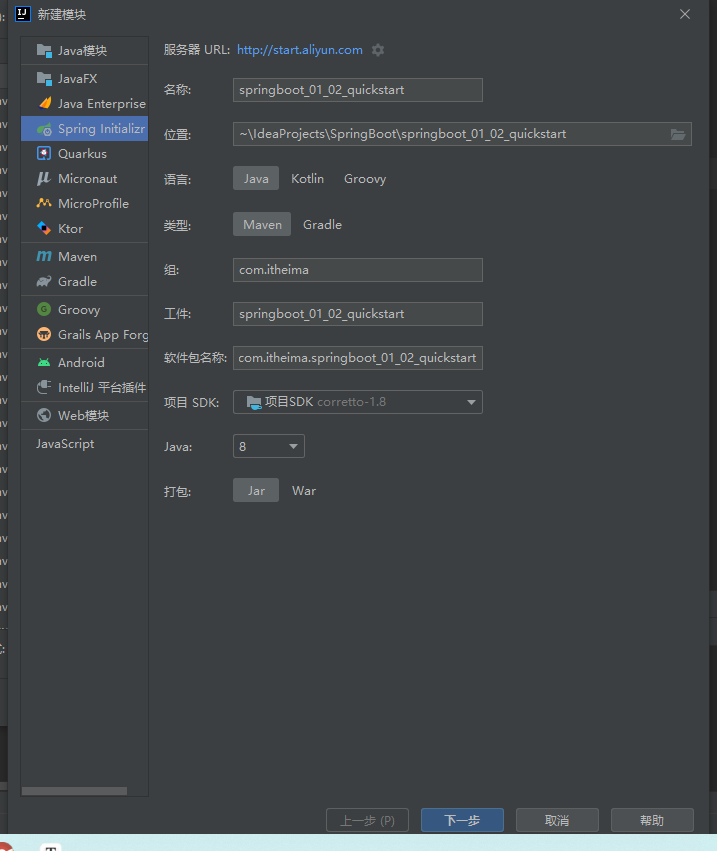 新建模块
Java模块
JavaFX
Java Enterprise
Spring Initializr
Quarkus
Micronaut
MicroProfile
Ktor
Maven
Gradle
Groovy
Grails App Forg
Android
IntelliJ 平台插件
Web模块
JavaScript
服务器 URL: http://start.aliyun.com
名称: springboot_01_02_quickstart
位置: ~\IdeaProjects\SpringBoot\springboot_01_02_quickstart
语言: Java Kotlin Groovy
类型: Maven Gradle
组: com.itheima
工件: springboot_01_02_quickstart
软件包名称: com.itheima.springboot_01_02_quickstart
项目 SDK: 项目SDK corretto-1.8
Java: 8
打包: Jar War
上一步 (P) 下一步 取消 帮助